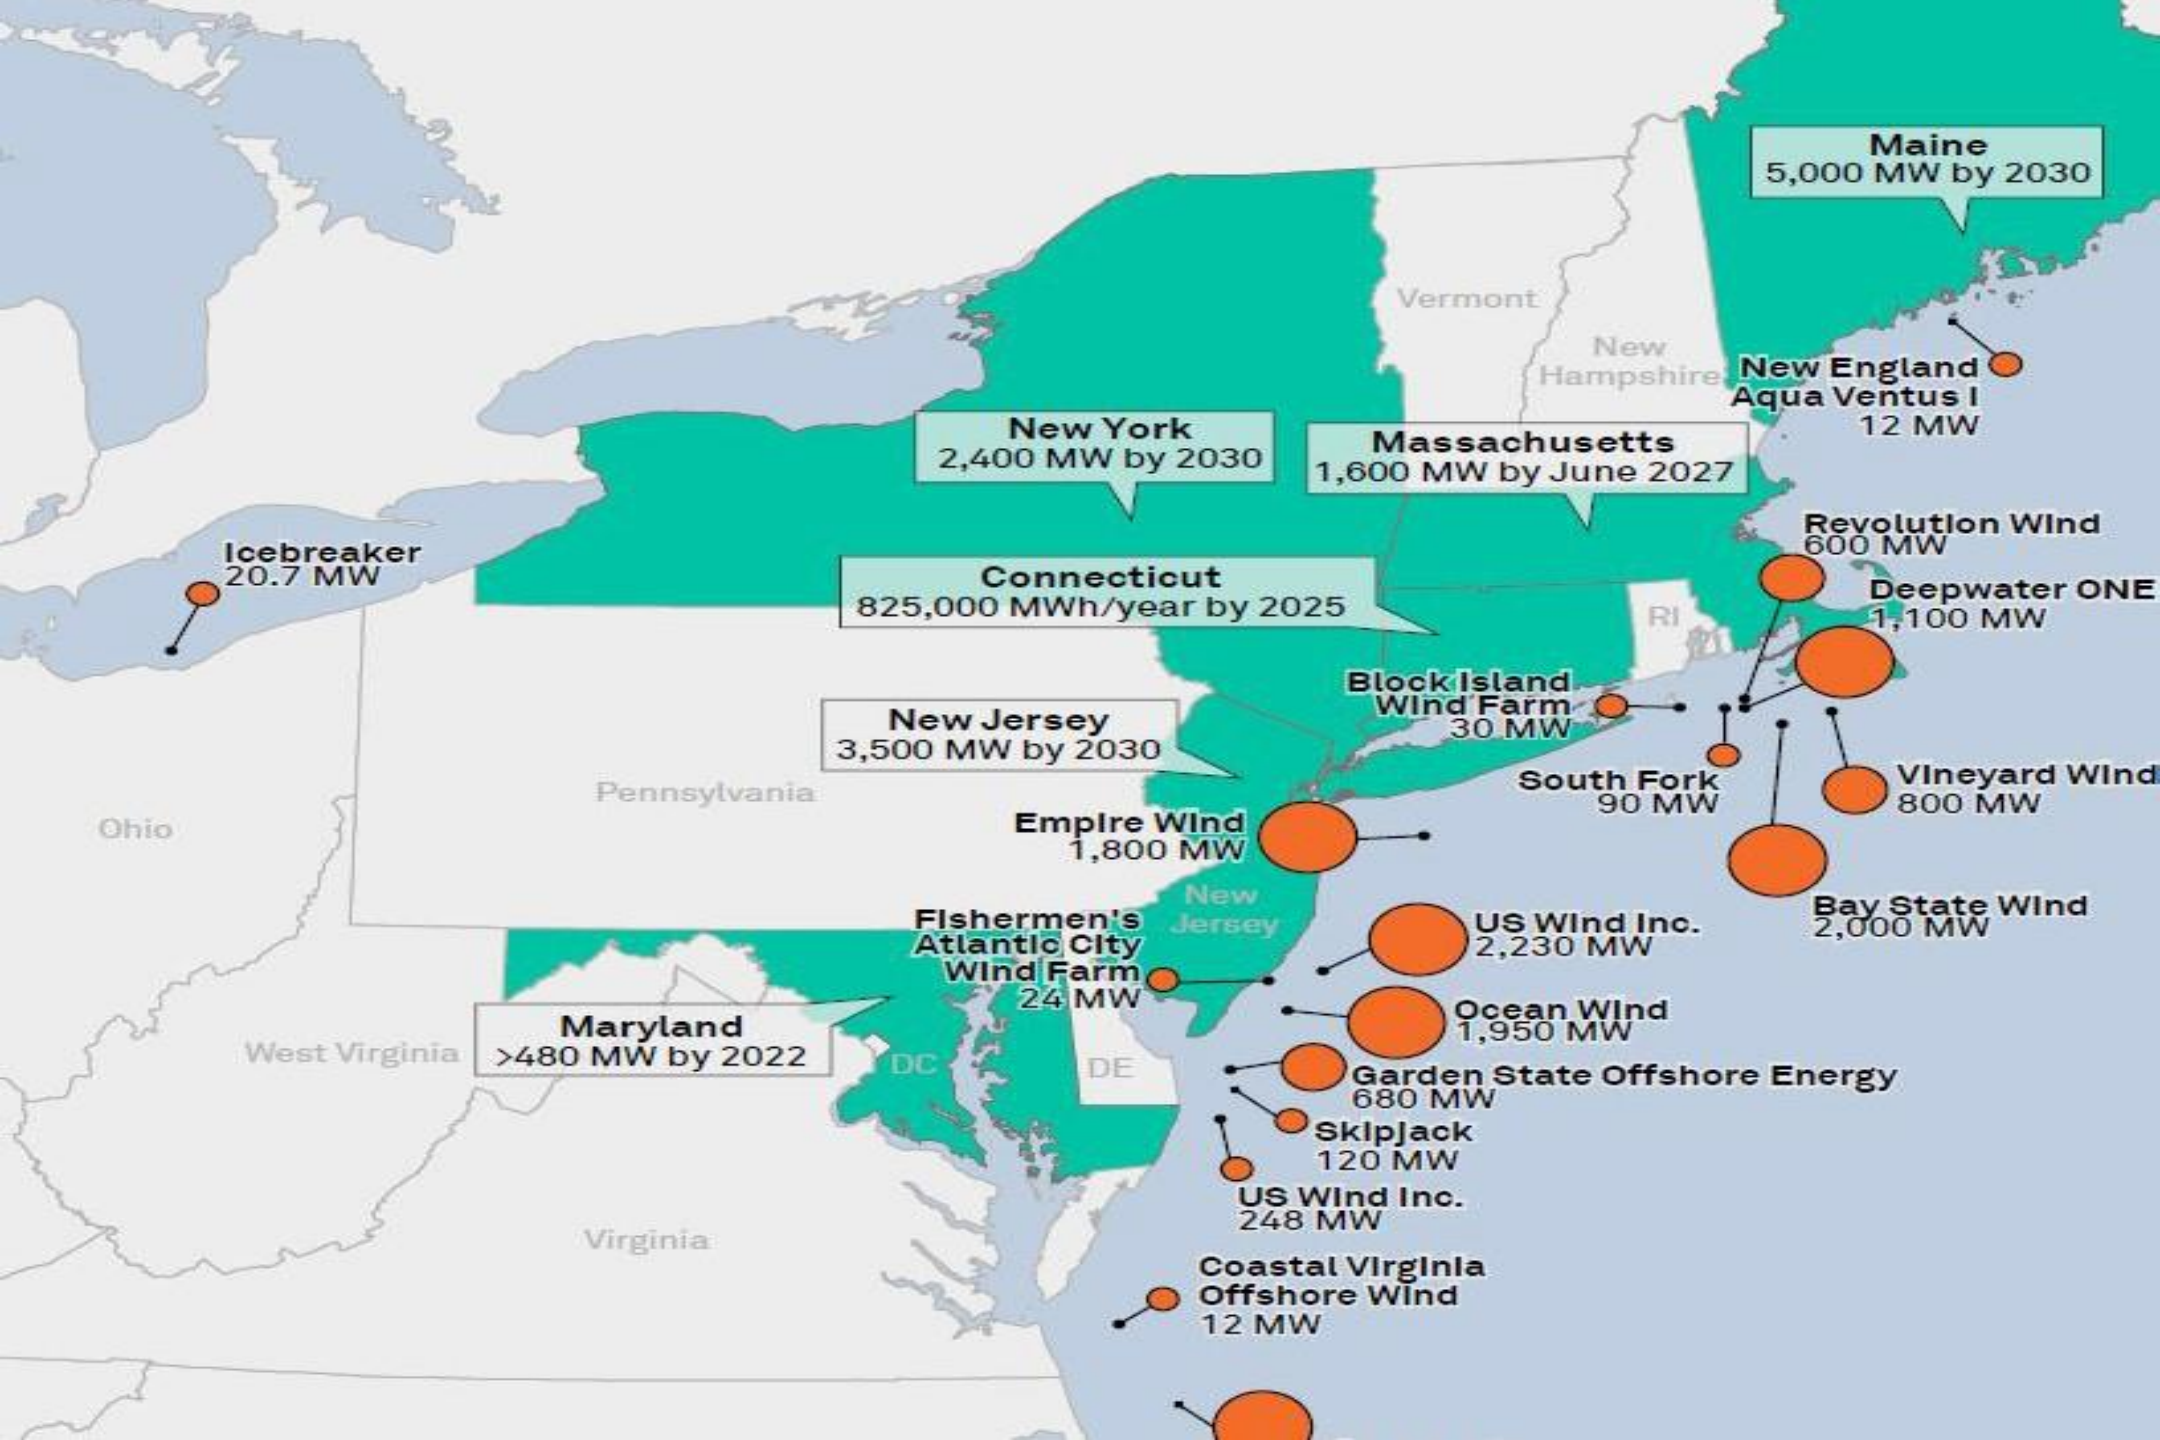 Maine
5,000 MW by 2030
Vermont
New
Hampshire
New England
Aqua Ventus I
12 MW
New York
2,400 MW by 2030
Massachusetts
1,600 MW by June 2027
Revolution Wind
600 MW
Icebreaker
20.7 MW
Connecticut
825,000 MWh/year by 2025
Deepwater ONE
1,100 MW
RI
Block Island
Wind Farm
30 MW
New Jersey
3,500 MW by 2030
Pennsylvania
Ohio
South Fork
90 MW
Vineyard Wind
800 MW
Empire Wind
1,800 MW
New
Jersey
Bay State Wind
2,000 MW
Fishermen's
Atlantic City
Wind Farm
24 MW
US Wind Inc.
2,230 MW
Ocean Wind
1,950 MW
Maryland
>480 MW by 2022
West Virginia
DC
DE
Garden State Offshore Energy
680 MW
Skipjack
120 MW
US Wind Inc.
248 MW
Virginia
Coastal Virginia
Offshore Wind
12 MW